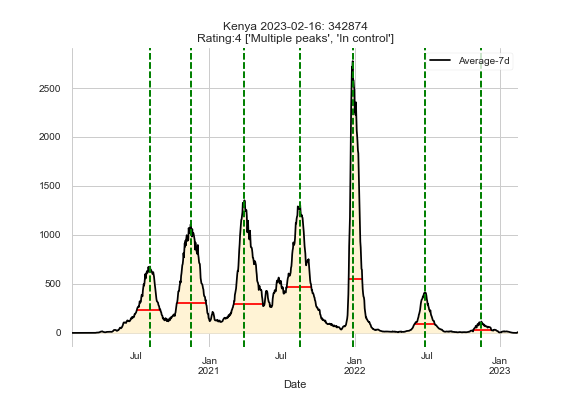 Kenya 2023-02-16: 342874
Rating:4 ['Multiple peaks', 'In control']
Average-7d
2500
2000
1500
1000
500
0
Jul
Jan
2021
Jul
Jan
2022
Jul
Jan
2023
Date